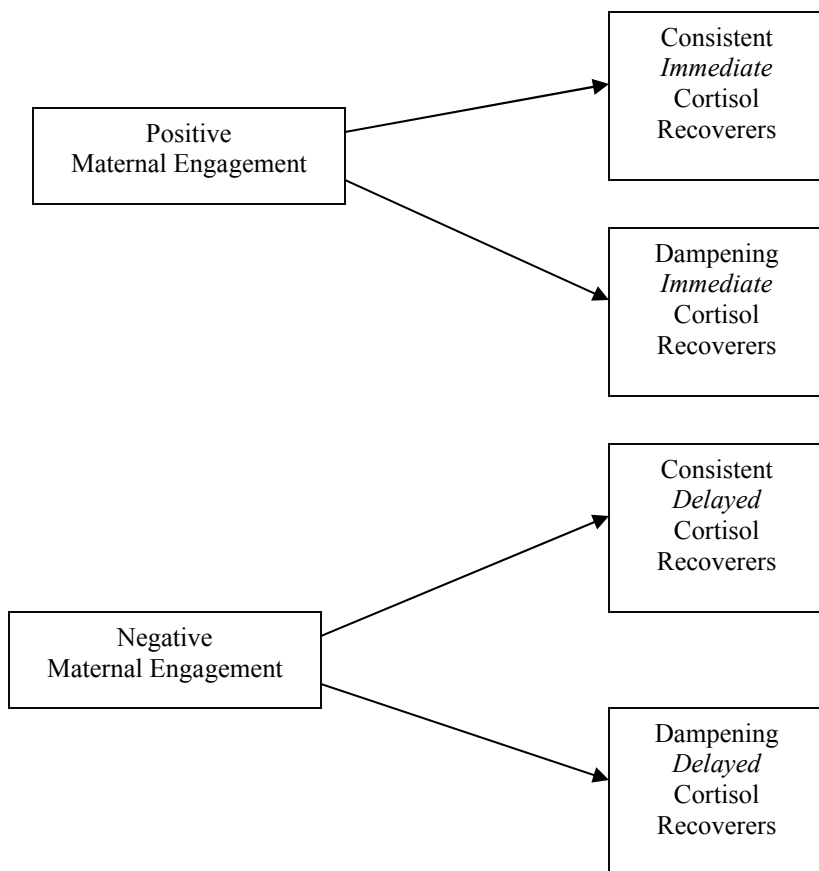 Consistent
Immediate
Cortisol
Recoverers
Positive
Maternal Engagement
Dampening
Immediate
Cortisol
Recoverers
Consistent
Delayed
Cortisol
Recoverers
Negative
Maternal Engagement
Dampening
Delayed
Cortisol
Recoverers